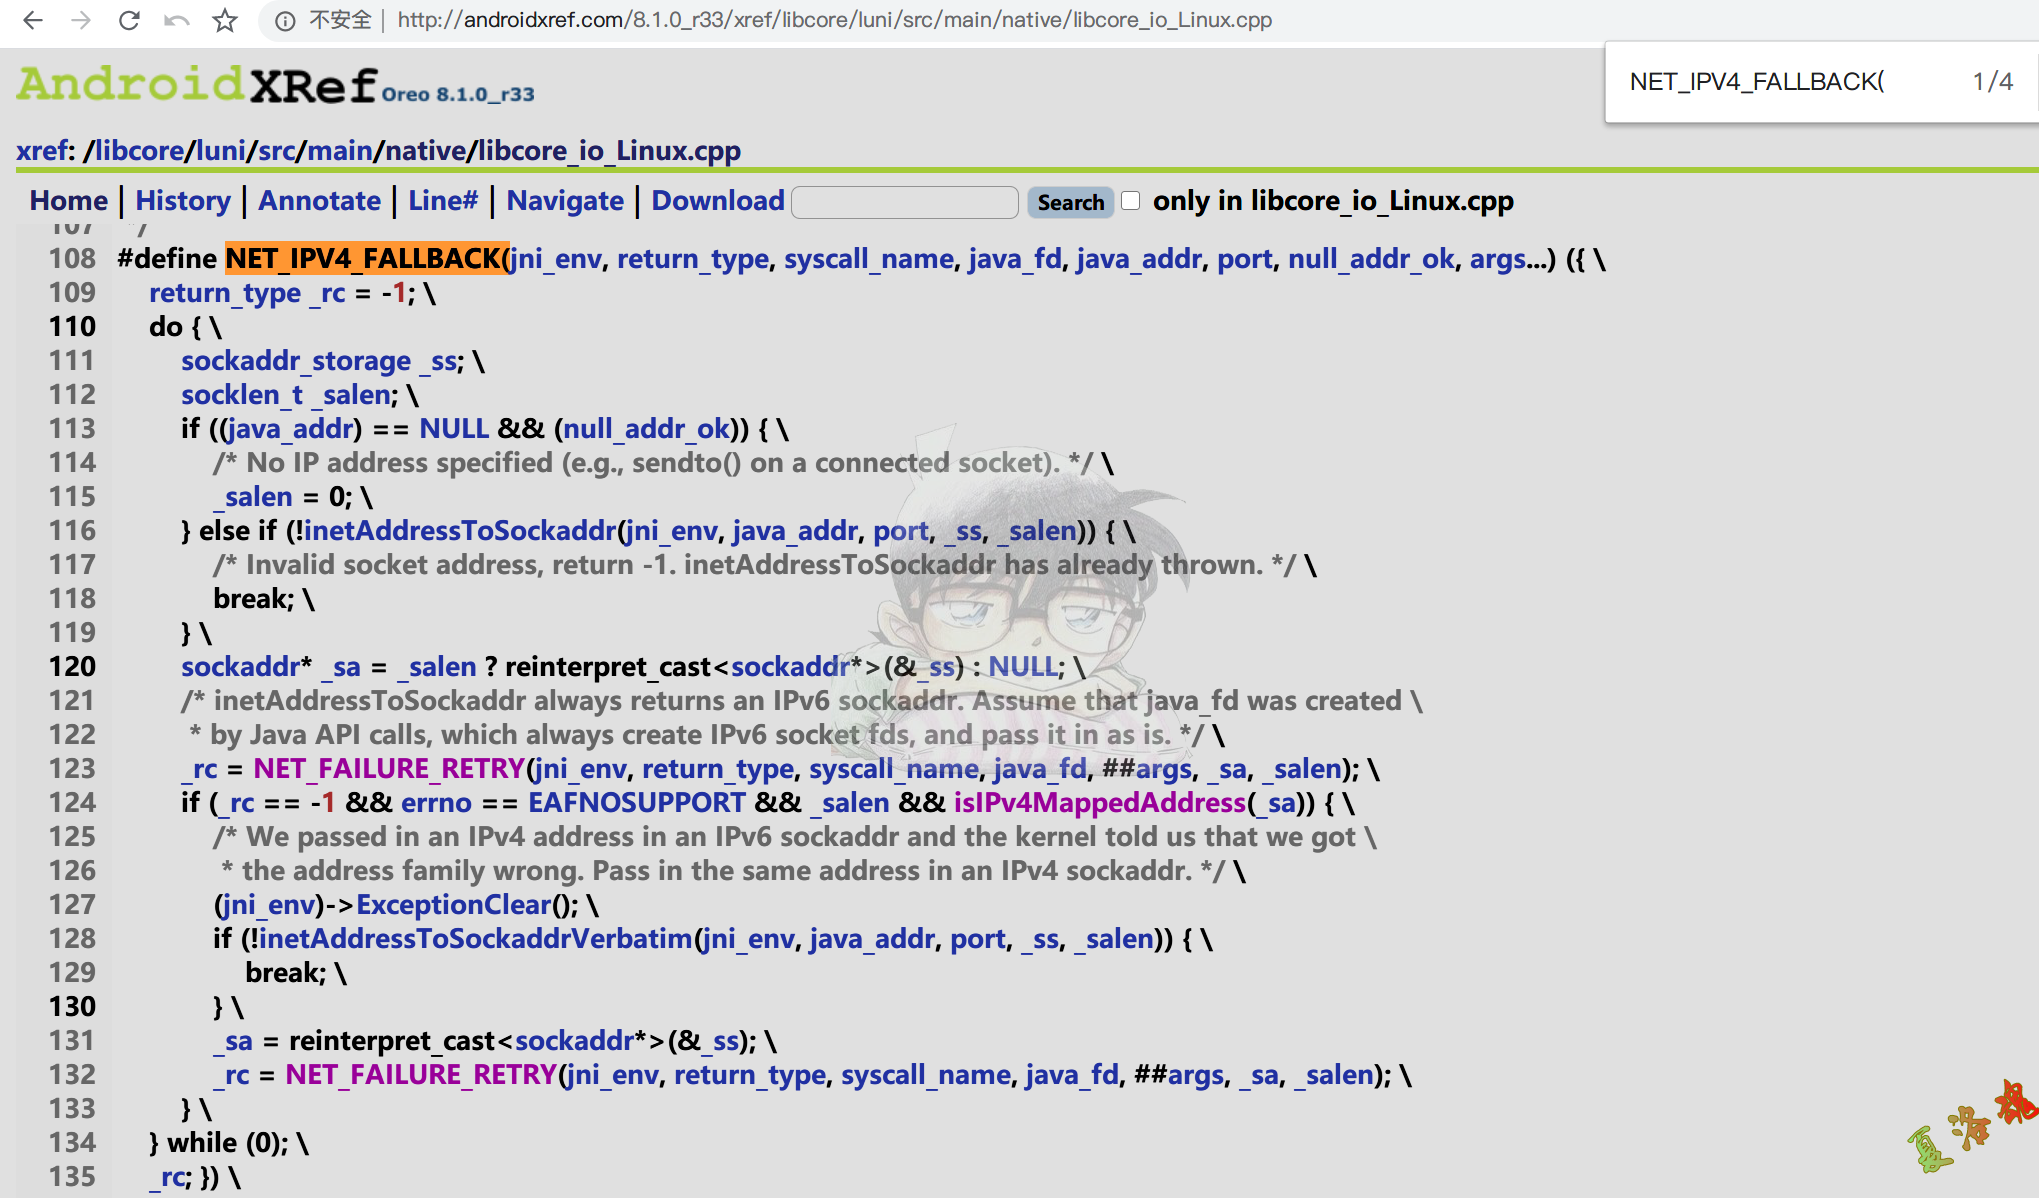 不安全 | http://androidxref.com/8.1.0_r33/xref/libcore/luni/src/main/native/libcore_io_Linux.cpp
NET_IPV4_FALLBACK( 1/4
AndroidXRef Oreo 8.1.0_r33
xref: /libcore/luni/src/main/native/libcore_io_Linux.cpp
Home | History | Annotate | Line# | Navigate | Download Search only in libcore_io_Linux.cpp
107 */
108 #define NET_IPV4_FALLBACK(jni_env, return_type, syscall_name, java_fd, java_addr, port, null_addr_ok, args...) ({ \
109 return_type _rc = -1; \
110 do { \
111 sockaddr_storage _ss; \
112 socklen_t _salen; \
113 if ((java_addr) == NULL && (null_addr_ok)) { \
114 /* No IP address specified (e.g., sendto() on a connected socket). */ \
115 _salen = 0; \
116 } else if (!inetAddressToSockaddr(jni_env, java_addr, port, _ss, _salen)) { \
117 /* Invalid socket address, return -1. inetAddressToSockaddr has already thrown. */ \
118 break; \
119 } \
120 sockaddr* _sa = _salen ? reinterpret_cast<sockaddr*>(&_ss) : NULL; \
121 /* inetAddressToSockaddr always returns an IPv6 sockaddr. Assume that java_fd was created \
122 * by Java API calls, which always create IPv6 socket fds, and pass it in as is. */ \
123 _rc = NET_FAILURE_RETRY(jni_env, return_type, syscall_name, java_fd, ##args, _sa, _salen); \
124 if (_rc == -1 && errno == EAFNOSUPPORT && _salen && isIPv4MappedAddress(_sa)) { \
125 /* We passed in an IPv4 address in an IPv6 sockaddr and the kernel told us that we got \
126 * the address family wrong. Pass in the same address in an IPv4 sockaddr. */ \
127 (jni_env)->ExceptionClear(); \
128 if (!inetAddressToSockaddrVerbatim(jni_env, java_addr, port, _ss, _salen)) { \
129 break; \
130 } \
131 _sa = reinterpret_cast<sockaddr*>(&_ss); \
132 _rc = NET_FAILURE_RETRY(jni_env, return_type, syscall_name, java_fd, ##args, _sa, _salen); \
133 } \
134 } while (0); \
135 _rc; }) \
夏洛魂